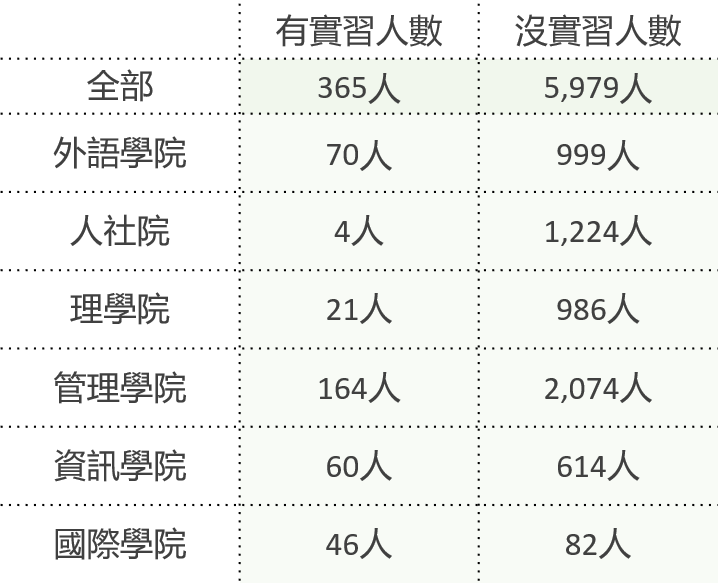 有實習人數 沒實習人數
全部 365人 5,979人
外語學院 70人 999人
人社院 4人 1,224人
理學院 21人 986人
管理學院 164人 2,074人
資訊學院 60人 614人
國際學院 46人 82人